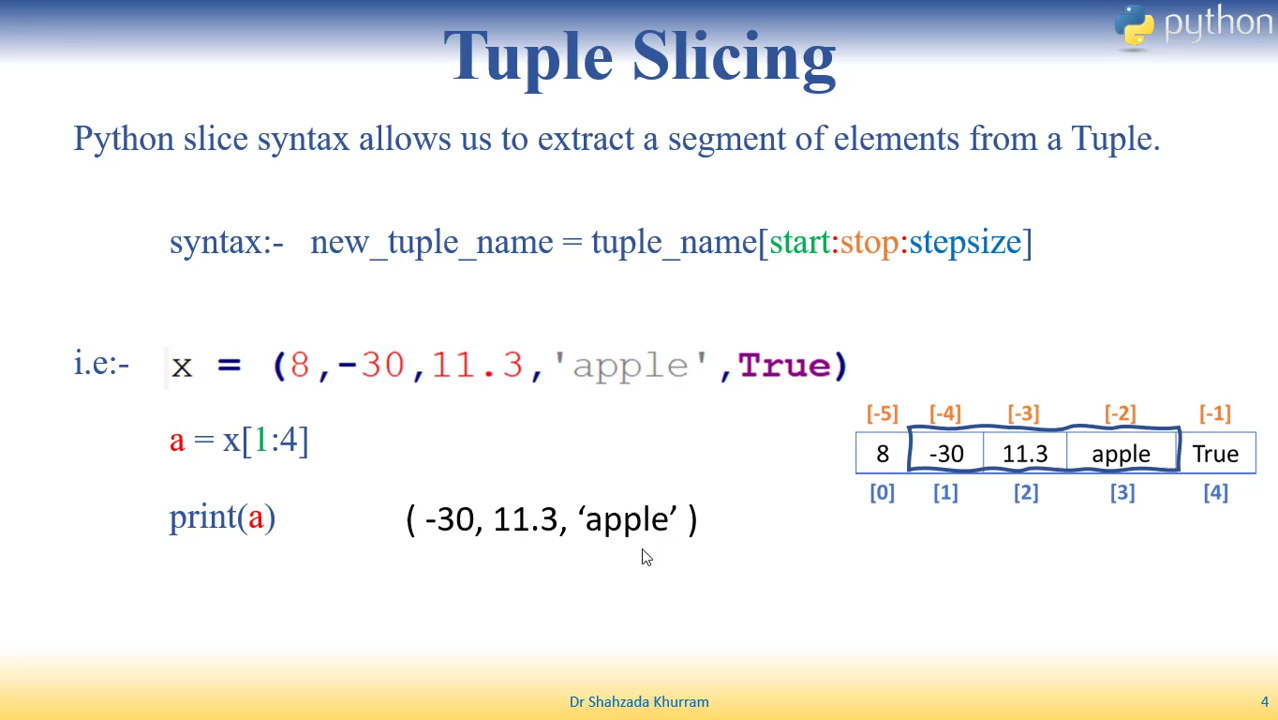 python
Tuple Slicing
Python slice syntax allows us to extract a segment of elements from a Tuple.
syntax:- new_tuple_name = tuple_name[start:stop:stepsize]
i.e:- x = (8,-30,11.3,'apple',True)
[-5] [-4] [-3] [-2] [-1]
a = x[1:4]
8 -30 11.3 apple True
[0] [1] [2] [3] [4]
print(a) ( -30, 11.3, ‘apple’ )
Dr Shahzada Khurram 4